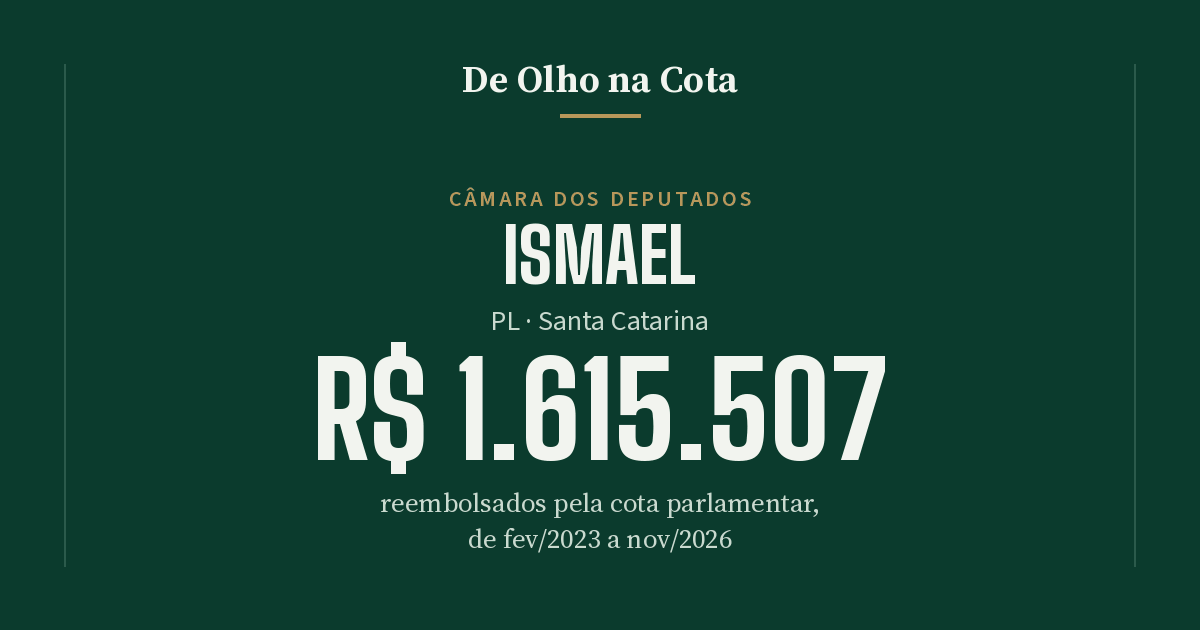 De Olho na Cota
CÂMARA DOS DEPUTADOS
ISMAEL
PL · Santa Catarina
R$ 1.615.507
reembolsados pela cota parlamentar,
de fev/2023 a nov/2026